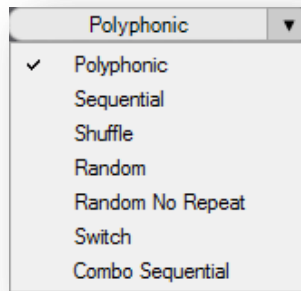 Polyphonic ▼
✓ Polyphonic
Sequential
Shuffle
Random
Random No Repeat
Switch
Combo Sequential